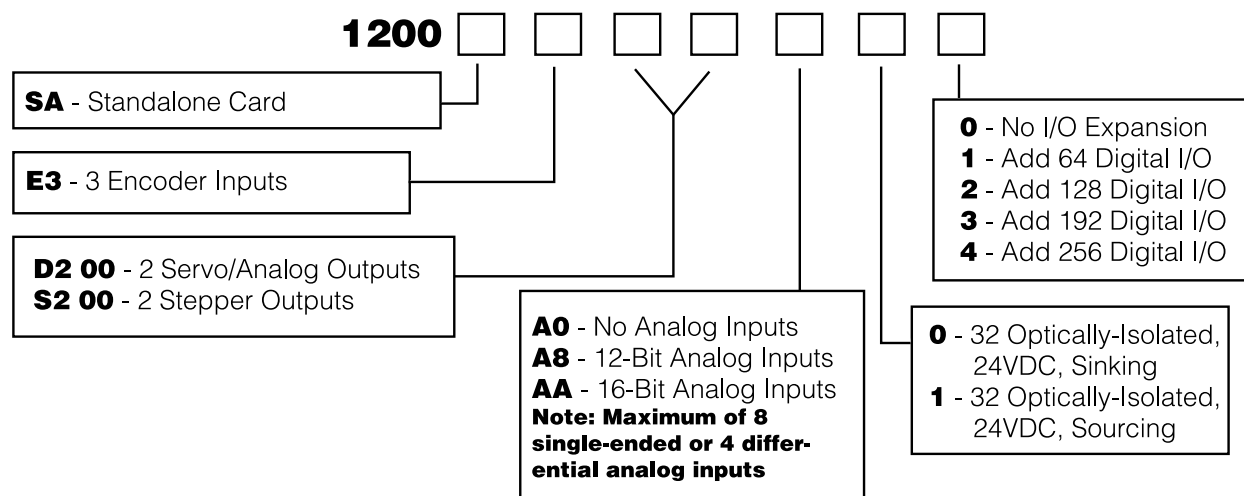 1200
SA - Standalone Card
E3 - 3 Encoder Inputs
D2 00 - 2 Servo/Analog Outputs
S2 00 - 2 Stepper Outputs
A0 - No Analog Inputs
A8 - 12-Bit Analog Inputs
AA - 16-Bit Analog Inputs
Note: Maximum of 8
single-ended or 4 differ-
ential analog inputs
0 - No I/O Expansion
1 - Add 64 Digital I/O
2 - Add 128 Digital I/O
3 - Add 192 Digital I/O
4 - Add 256 Digital I/O
0 - 32 Optically-Isolated,
24VDC, Sinking
1 - 32 Optically-Isolated,
24VDC, Sourcing